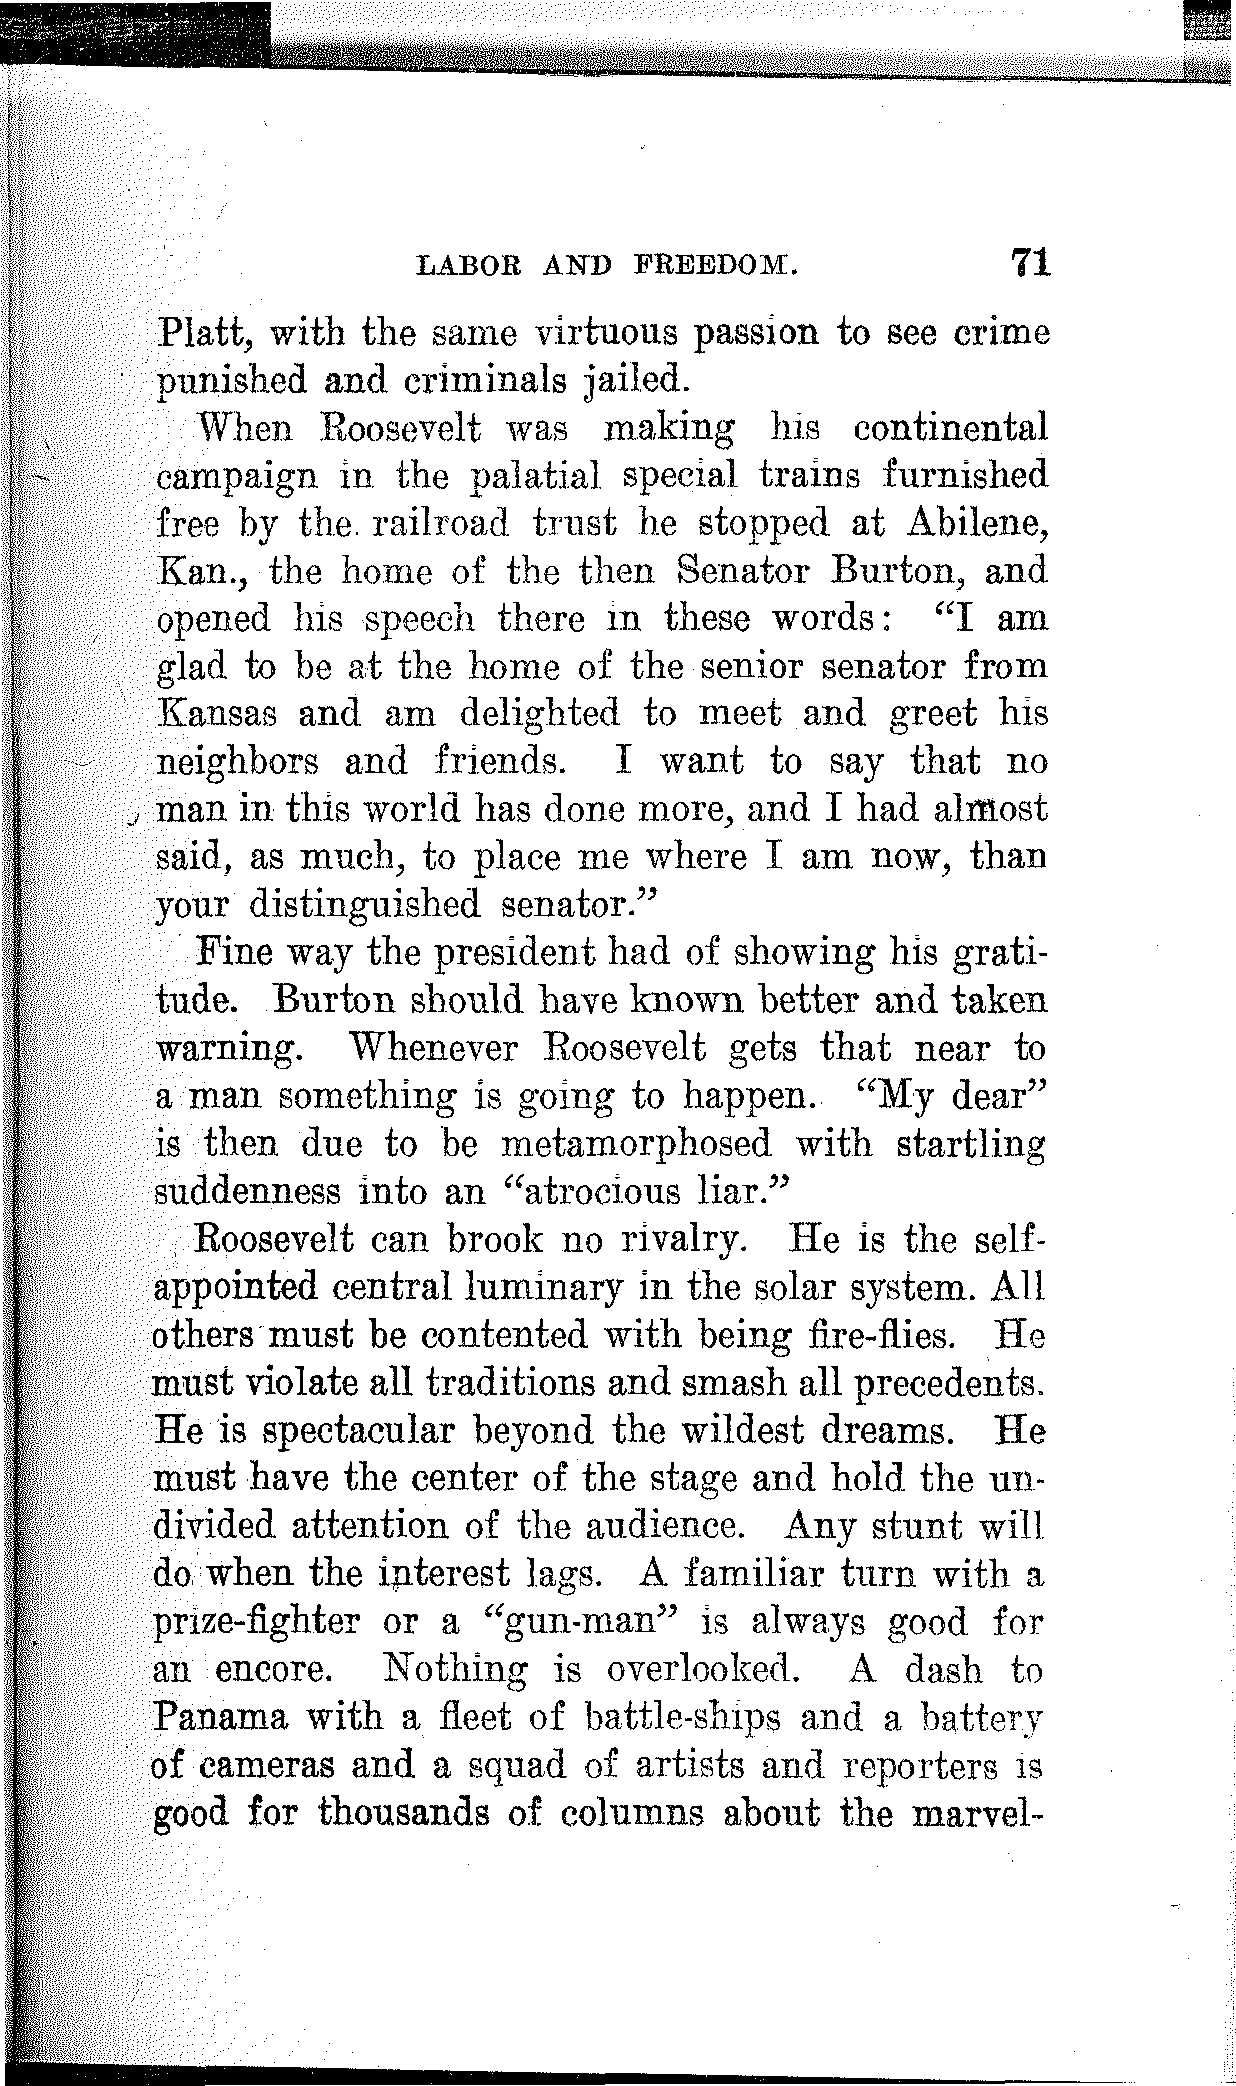 LABOR AND FREEDOM. 71
Platt, with the same virtuous passion to see crime
punished and criminals jailed.
When Roosevelt was making his continental
campaign in the palatial special trains furnished
free by the railroad trust he stopped at Abilene,
Kan., the home of the then Senator Burton, and
opened his speech there in these words: “I am
glad to be at the home of the senior senator from
Kansas and am delighted to meet and greet his
neighbors and friends. I want to say that no
man in this world has done more, and I had almost
said, as much, to place me where I am now, than
your distinguished senator.”
Fine way the president had of showing his grati-
tude. Burton should have known better and taken
warning. Whenever Roosevelt gets that near to
a man something is going to happen. “My dear”
is then due to be metamorphosed with startling
suddenness into an “atrocious liar.”
Roosevelt can brook no rivalry. He is the self-
appointed central luminary in the solar system. All
others must be contented with being fire-flies. He
must violate all traditions and smash all precedents.
He is spectacular beyond the wildest dreams. He
must have the center of the stage and hold the un-
divided attention of the audience. Any stunt will
do when the interest lags. A familiar turn with a
prize-fighter or a “gun-man” is always good for
an encore. Nothing is overlooked. A dash to
Panama with a fleet of battle-ships and a battery
of cameras and a squad of artists and reporters is
good for thousands of columns about the marvel-